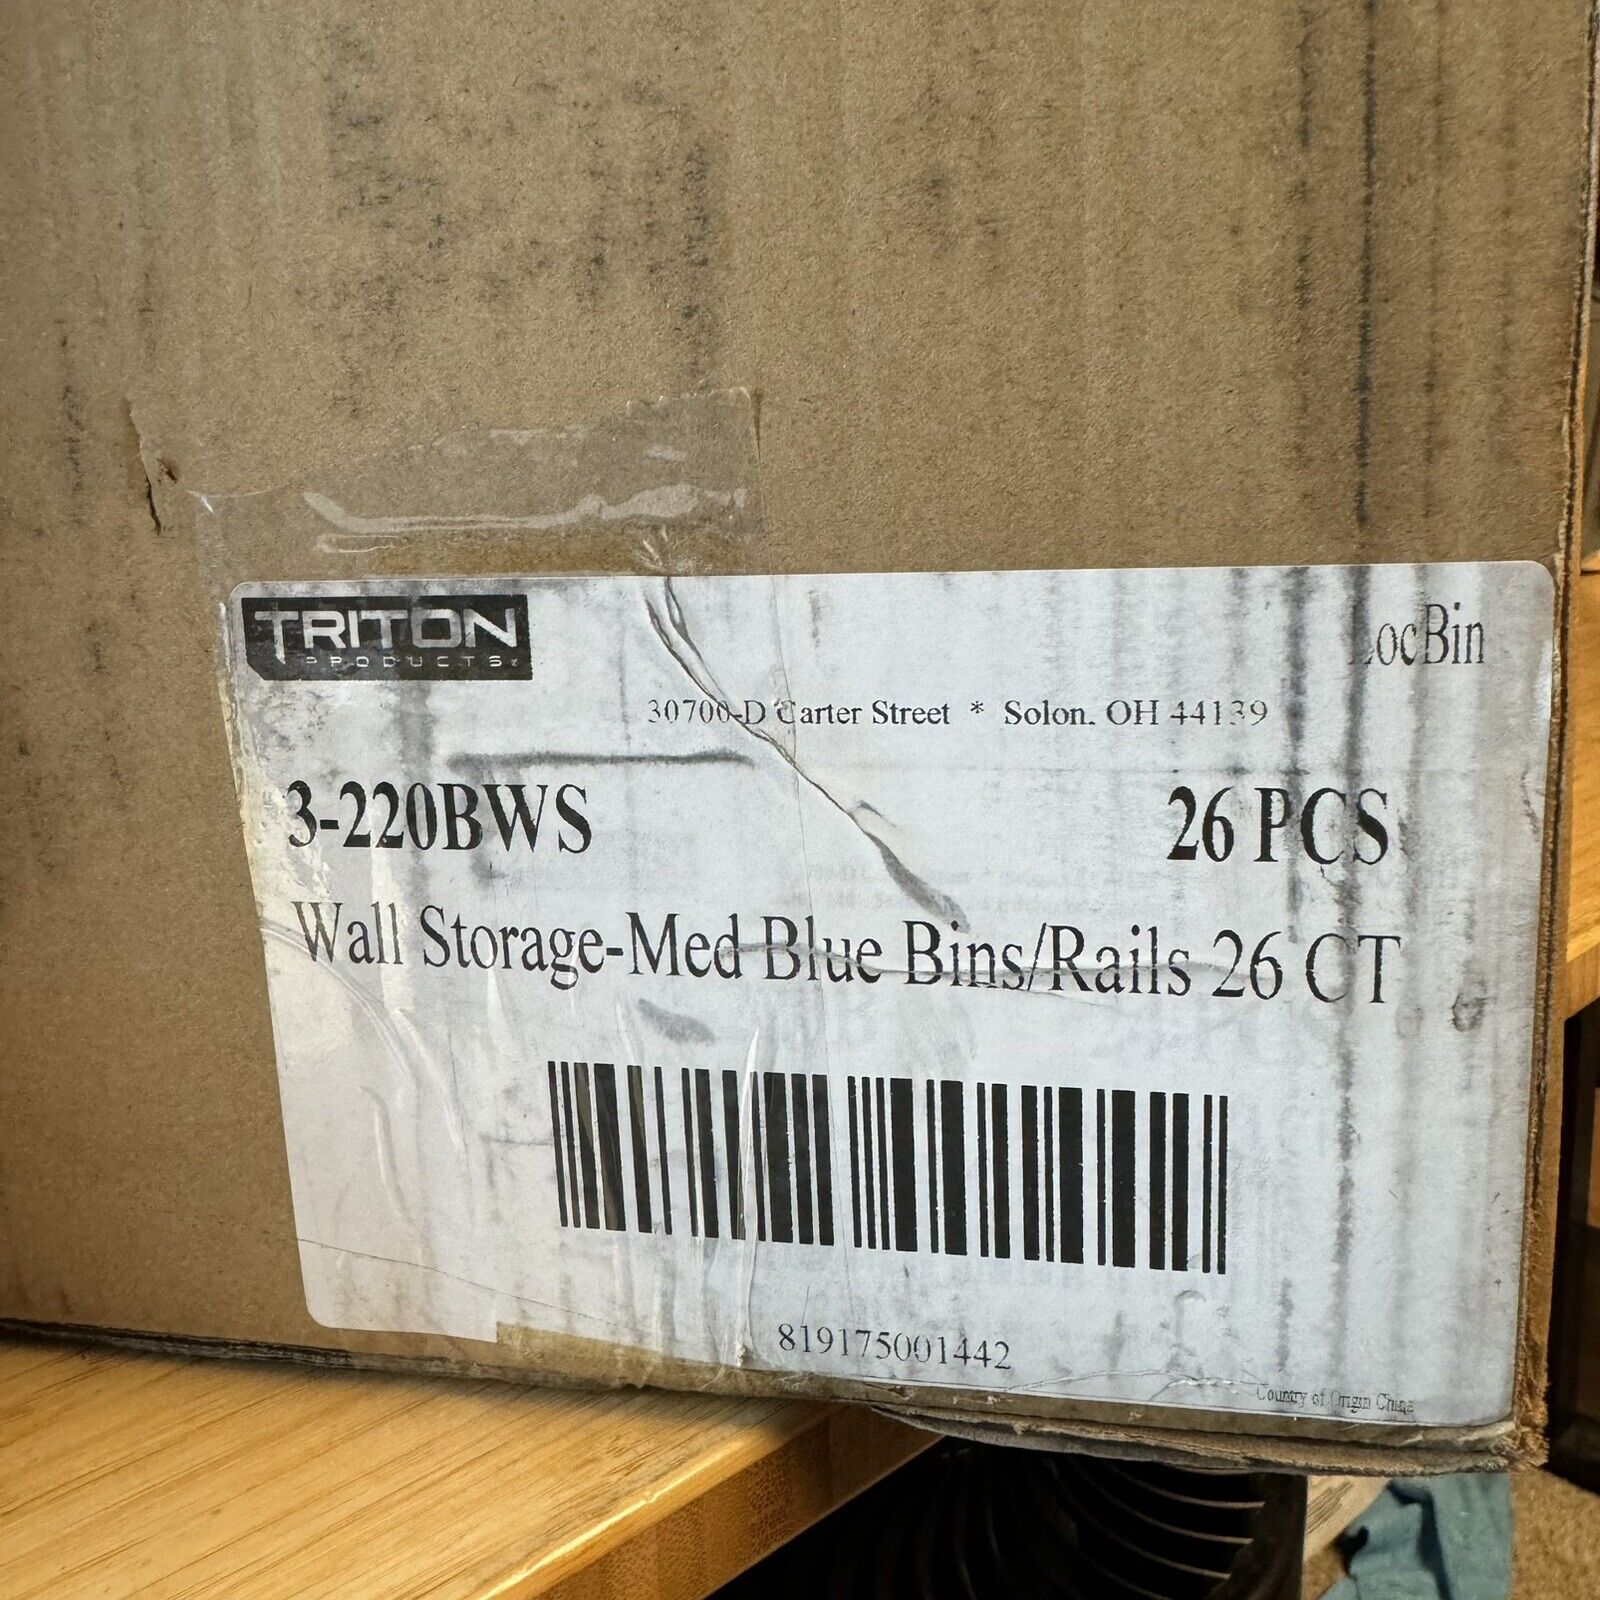 TRITON
PRODUCTS
LocBin
30700-D Carter Street * Solon, OH 44139
3-220BWS 26 PCS
Wall Storage-Med Blue Bins/Rails 26 CT
819175001442
Country of Origin China